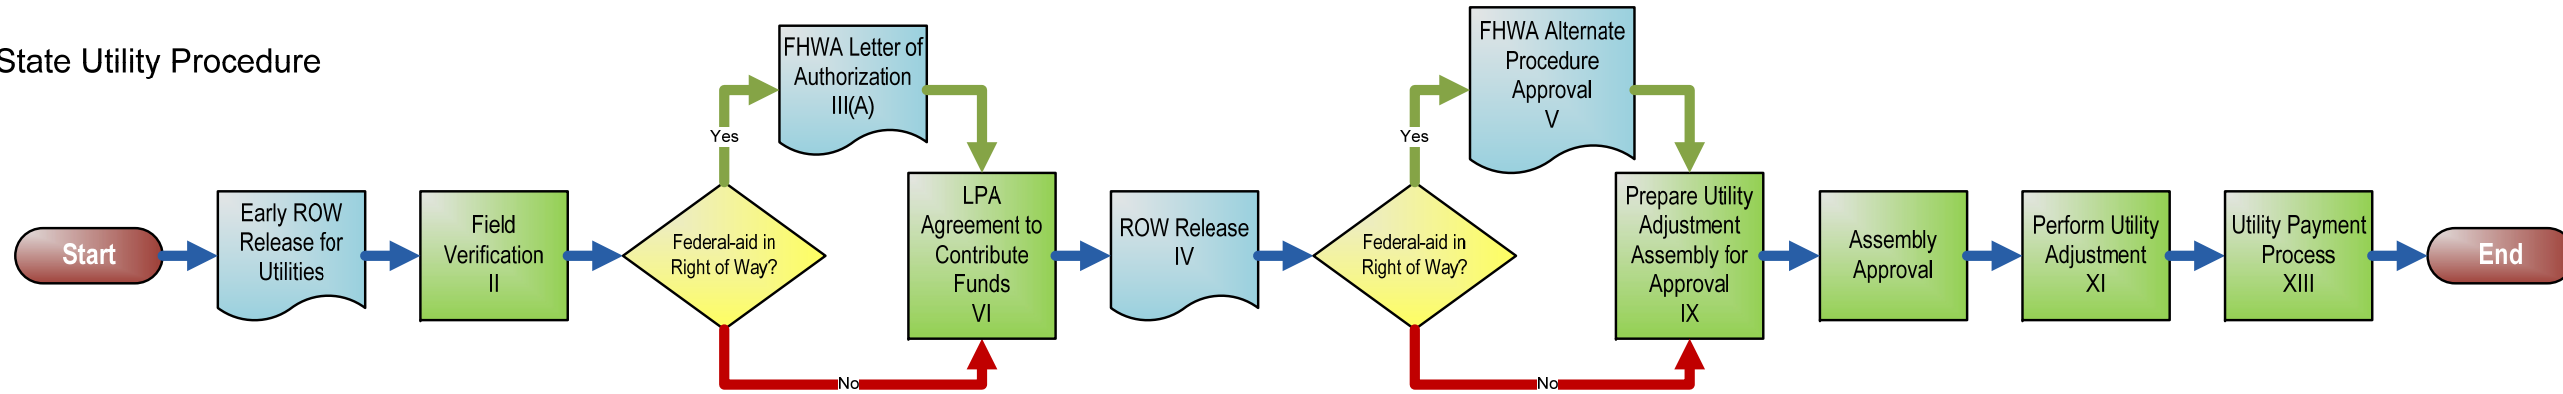 State Utility Procedure
Start
Early ROW
Release for
Utilities
Field
Verification
II
Federal-aid in
Right of Way?
Yes
FHWA Letter of
Authorization
III(A)
No
LPA
Agreement to
Contribute
Funds
VI
ROW Release
IV
Federal-aid in
Right of Way?
Yes
FHWA Alternate
Procedure
Approval
V
No
Prepare Utility
Adjustment
Assembly for
Approval
IX
Assembly
Approval
Perform Utility
Adjustment
XI
Utility Payment
Process
XIII
End